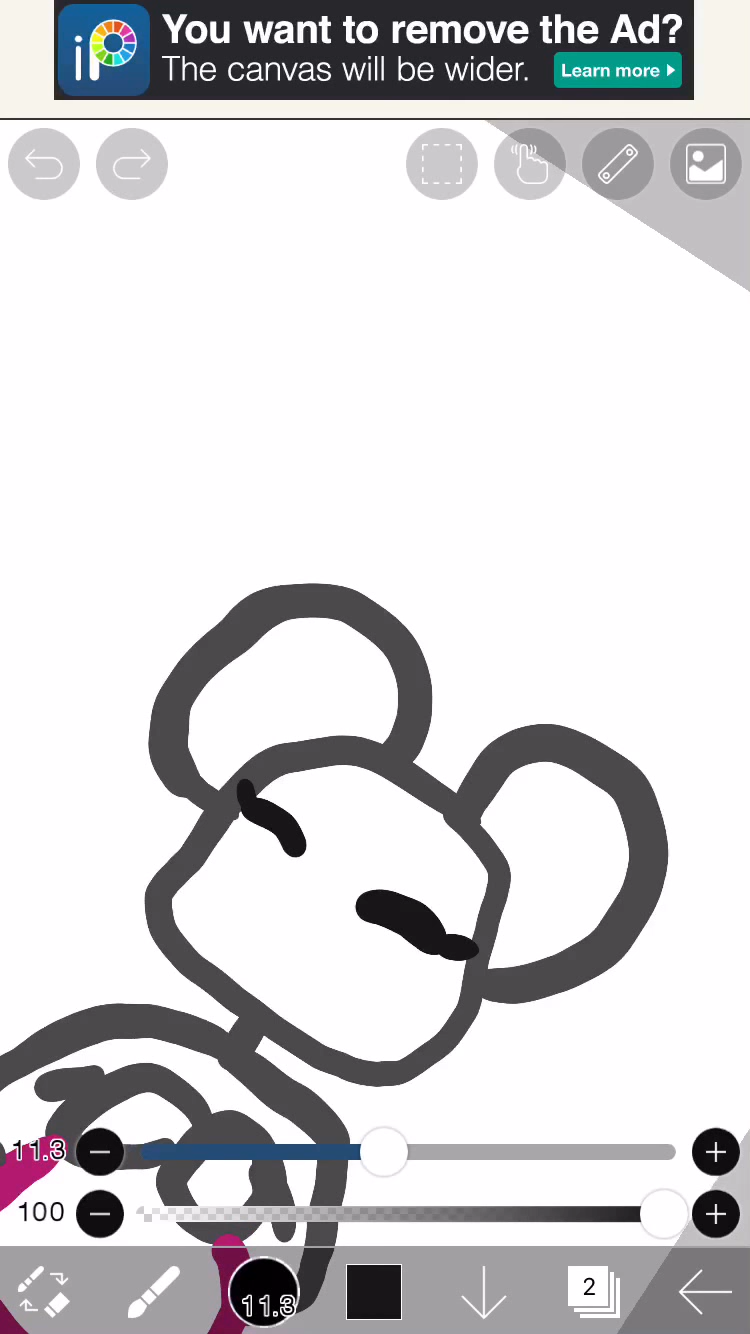 iP
You want to remove the Ad?
The canvas will be wider.
Learn more
11.3
100
11.3
2